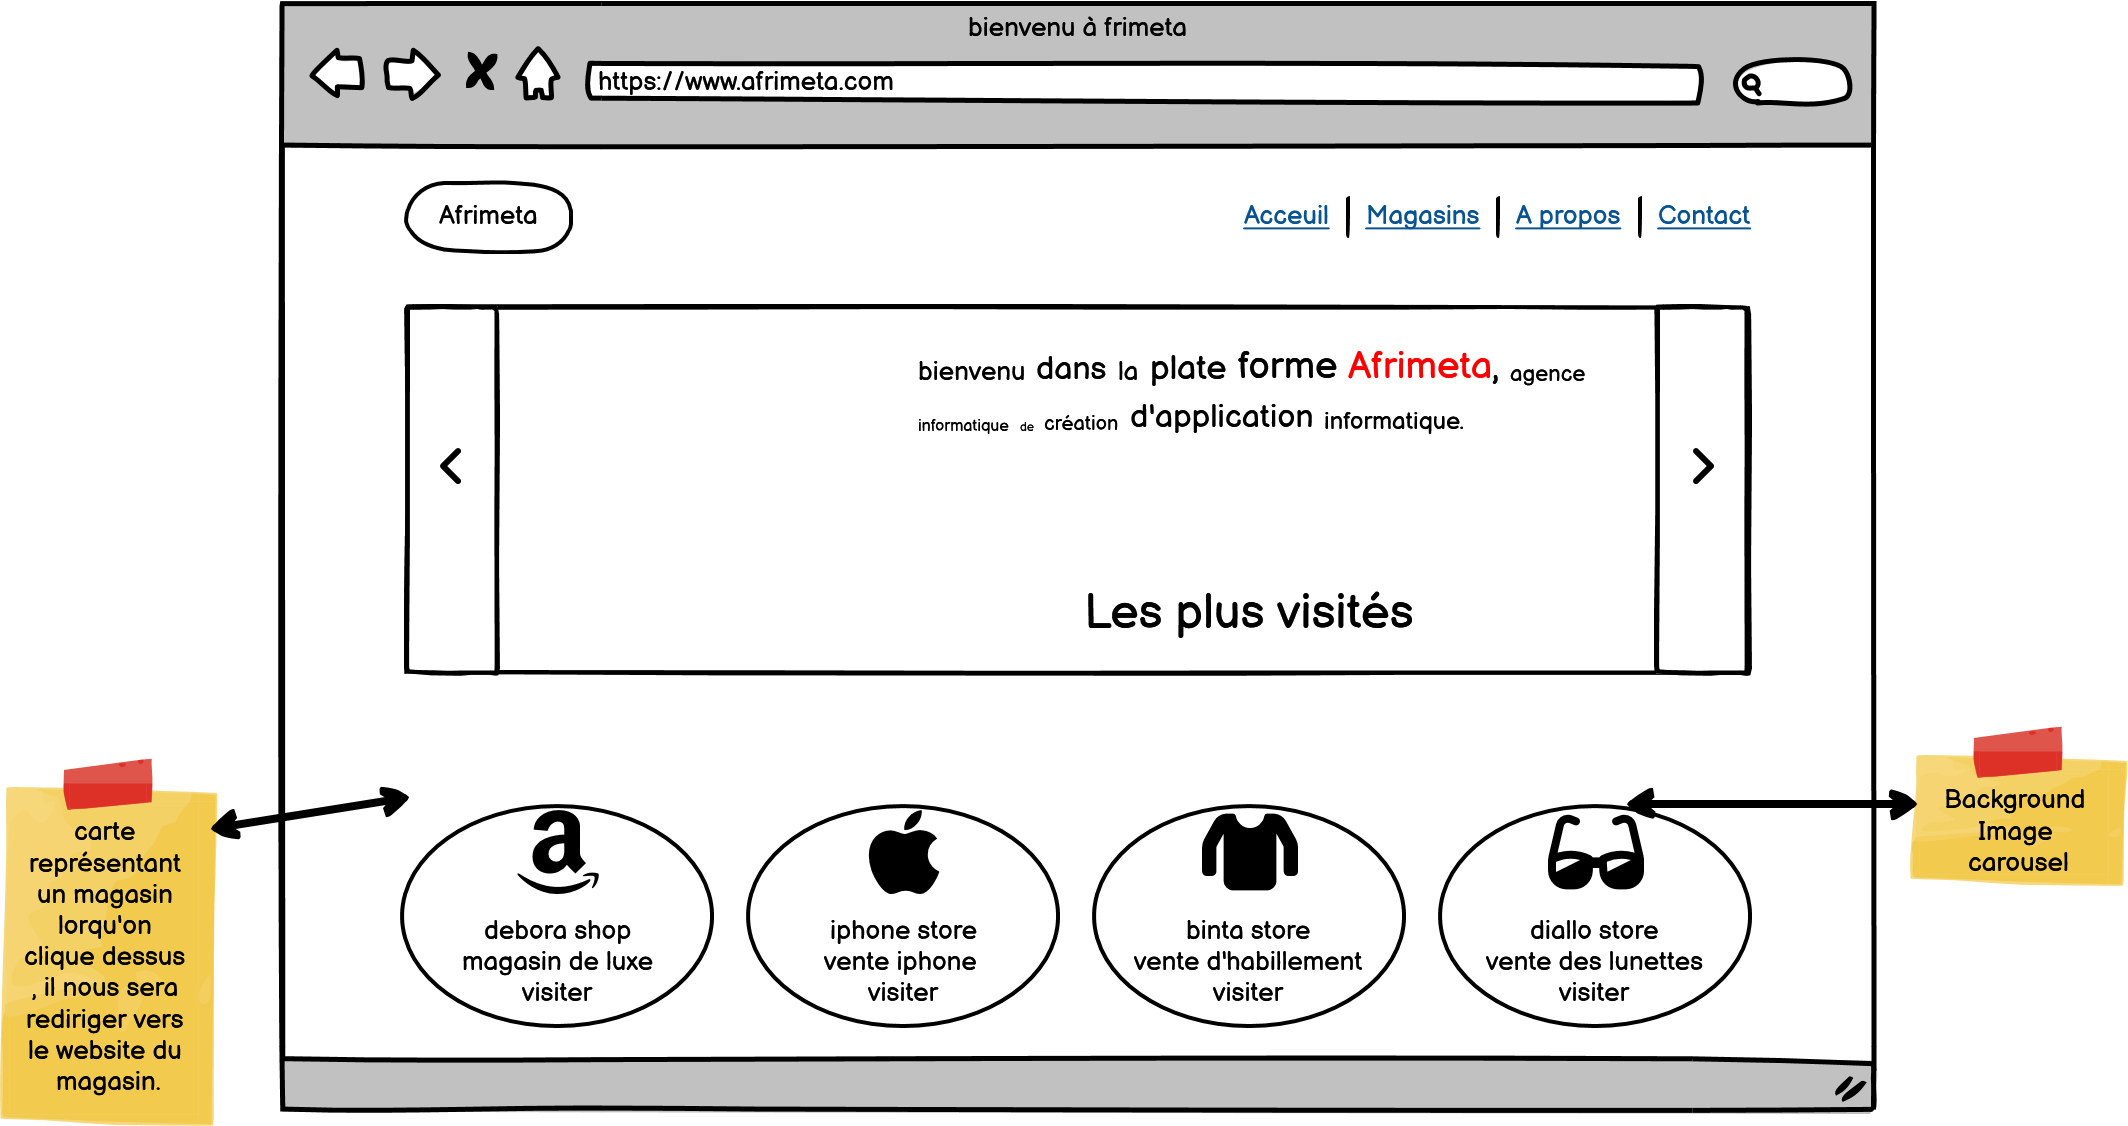 bienvenu à frimeta
https://www.afrimeta.com
Afrimeta
Acceuil
Magasins
A propos
Contact
bienvenu dans la plate forme Afrimeta, agence
informatique de création d'application informatique.
Les plus visités
debora shop
magasin de luxe
visiter
iphone store
vente iphone
visiter
binta store
vente d'habillement
visiter
diallo store
vente des lunettes
visiter
carte
représentant
un magasin
lorqu'on
clique dessus
, il nous sera
rediriger vers
le website du
magasin.
Background
Image
carousel